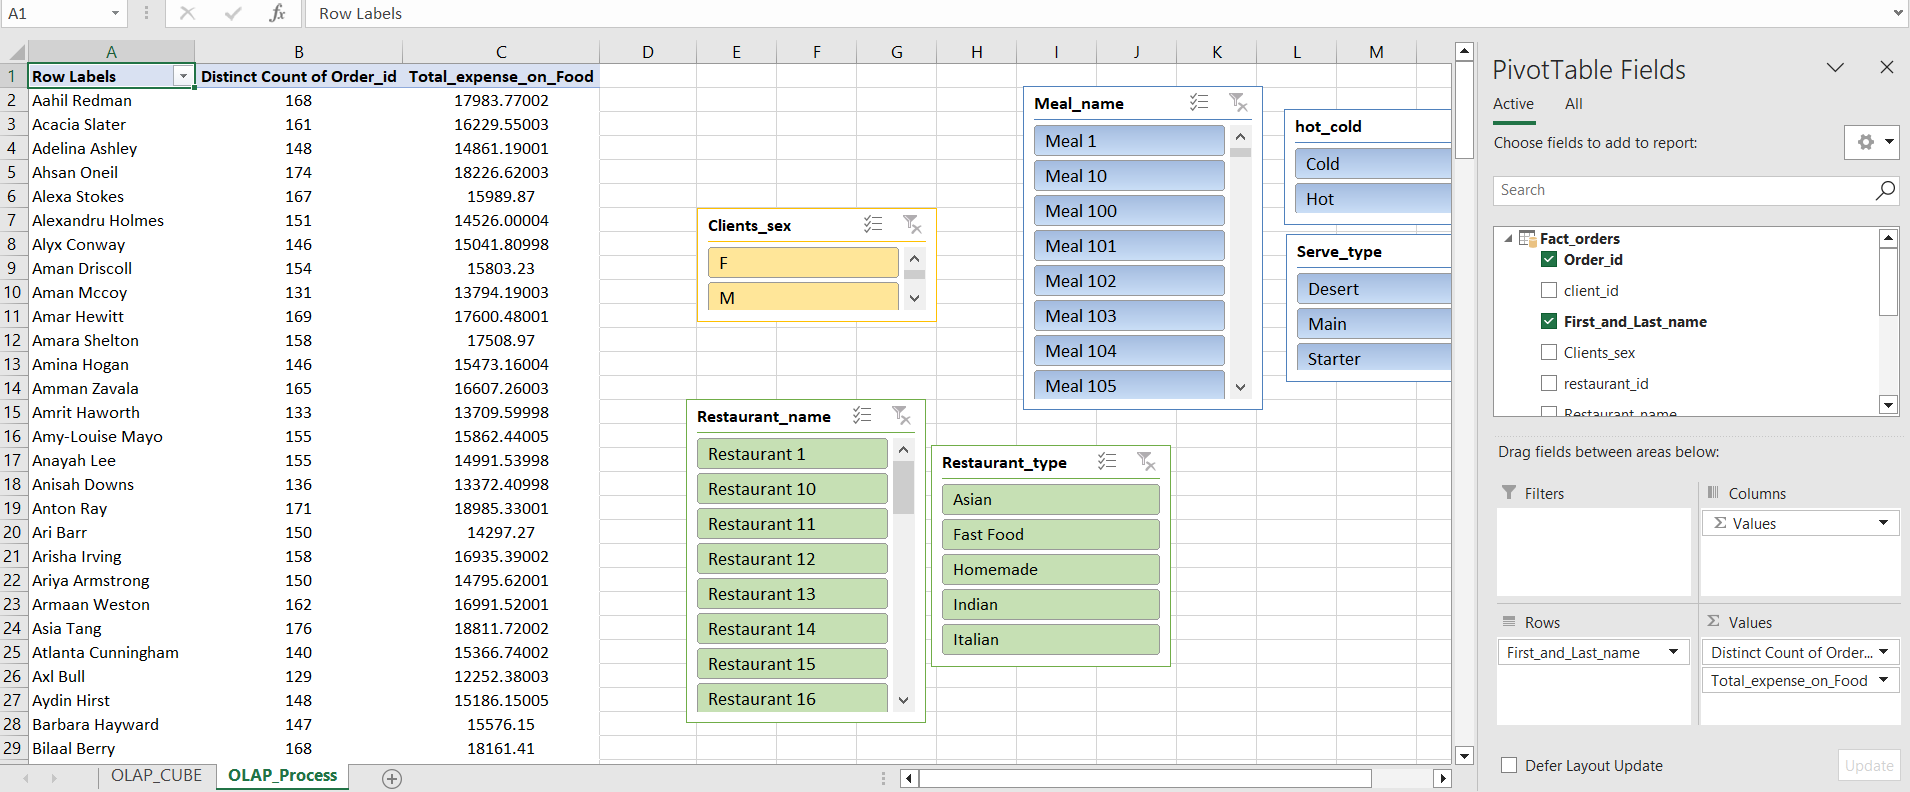 A1
fx
Row Labels
A B C D E F G H I J K L M
1 Row Labels Distinct Count of Order_id Total_expense_on_Food
2 Aahil Redman 168 17983.77002
3 Acacia Slater 161 16229.55003
4 Adelina Ashley 148 14861.19001
5 Ahsan Oneil 174 18226.62003
6 Alexa Stokes 167 15989.87
7 Alexandru Holmes 151 14526.00004
8 Alyx Conway 146 15041.80998
9 Aman Driscoll 154 15803.23
10 Aman Mccoy 131 13794.19003
11 Amar Hewitt 169 17600.48001
12 Amara Shelton 158 17508.97
13 Amina Hogan 146 15473.16004
14 Amman Zavala 165 16607.26003
15 Amrit Haworth 133 13709.59998
16 Amy-Louise Mayo 155 15862.44005
17 Anayah Lee 155 14991.53998
18 Anisah Downs 136 13372.40998
19 Anton Ray 171 18985.33001
20 Ari Barr 150 14297.27
21 Arisha Irving 158 16935.39002
22 Ariya Armstrong 150 14795.62001
23 Armaan Weston 162 16991.52001
24 Asia Tang 176 18811.72002
25 Atlanta Cunningham 140 15366.74002
26 Axl Bull 129 12252.38003
27 Aydin Hirst 148 15186.15005
28 Barbara Hayward 147 15576.15
29 Bilaal Berry 168 18161.41
Clients_sex
F
M
Restaurant_name
Restaurant 1
Restaurant 10
Restaurant 11
Restaurant 12
Restaurant 13
Restaurant 14
Restaurant 15
Restaurant 16
Restaurant_type
Asian
Fast Food
Homemade
Indian
Italian
Meal_name
Meal 1
Meal 10
Meal 100
Meal 101
Meal 102
Meal 103
Meal 104
Meal 105
hot_cold
Cold
Hot
Serve_type
Desert
Main
Starter
OLAP_CUBE
OLAP_Process
PivotTable Fields
Active All
Choose fields to add to report:
Search
Fact_orders
Order_id
client_id
First_and_Last_name
Clients_sex
restaurant_id
Restaurant_name
Drag fields between areas below:
Filters
Columns
Σ Values
Rows
First_and_Last_name
Σ Values
Distinct Count of Order...
Total_expense_on_Food
Defer Layout Update
Update